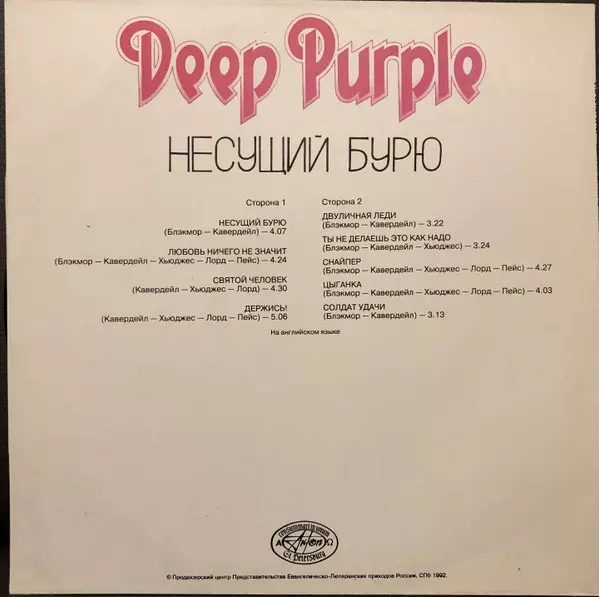 Deep Purple
НЕСУЩИЙ БУРЮ
Сторона 1
НЕСУЩИЙ БУРЮ
(Блэкмор — Кавердейл) — 4.07
ЛЮБОВЬ НИЧЕГО НЕ ЗНАЧИТ
(Блэкмор — Кавердейл — Хьюджес — Лорд — Пейс) — 4.24
СВЯТОЙ ЧЕЛОВЕК
(Кавердейл — Хьюджес — Лорд) — 4.30
ДЕРЖИСЬ!
(Кавердейл — Хьюджес — Лорд — Пейс) — 5.06
Сторона 2
ДВУЛИЧНАЯ ЛЕДИ
(Блэкмор — Кавердейл) — 3.22
ТЫ НЕ ДЕЛАЕШЬ ЭТО КАК НАДО
(Блэкмор — Кавердейл — Хьюджес) — 3.24
СНАЙПЕР
(Блэкмор — Кавердейл — Хьюджес — Лорд — Пейс) — 4.27
ЦЫГАНКА
(Блэкмор — Кавердейл — Хьюджес — Лорд — Пейс) — 4.03
СОЛДАТ УДАЧИ
(Блэкмор — Кавердейл) — 3.13
На английском языке
А Ω
St Petersburg
© Продюсерский центр Представительства Евангелическо-Лютеранских приходов России, СПб 1992.